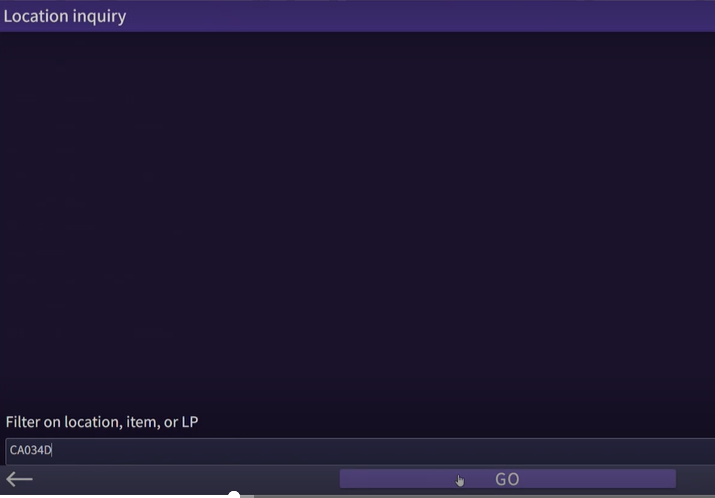 Location inquiry
Filter on location, item, or LP
CA034D
GO